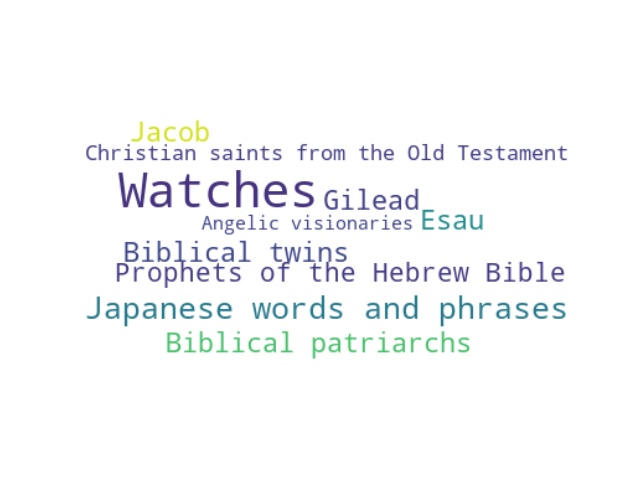 Jacob
Christian saints from the Old Testament
Watches Gilead
Angelic visionaries Esau
Biblical twins
Prophets of the Hebrew Bible
Japanese words and phrases
Biblical patriarchs